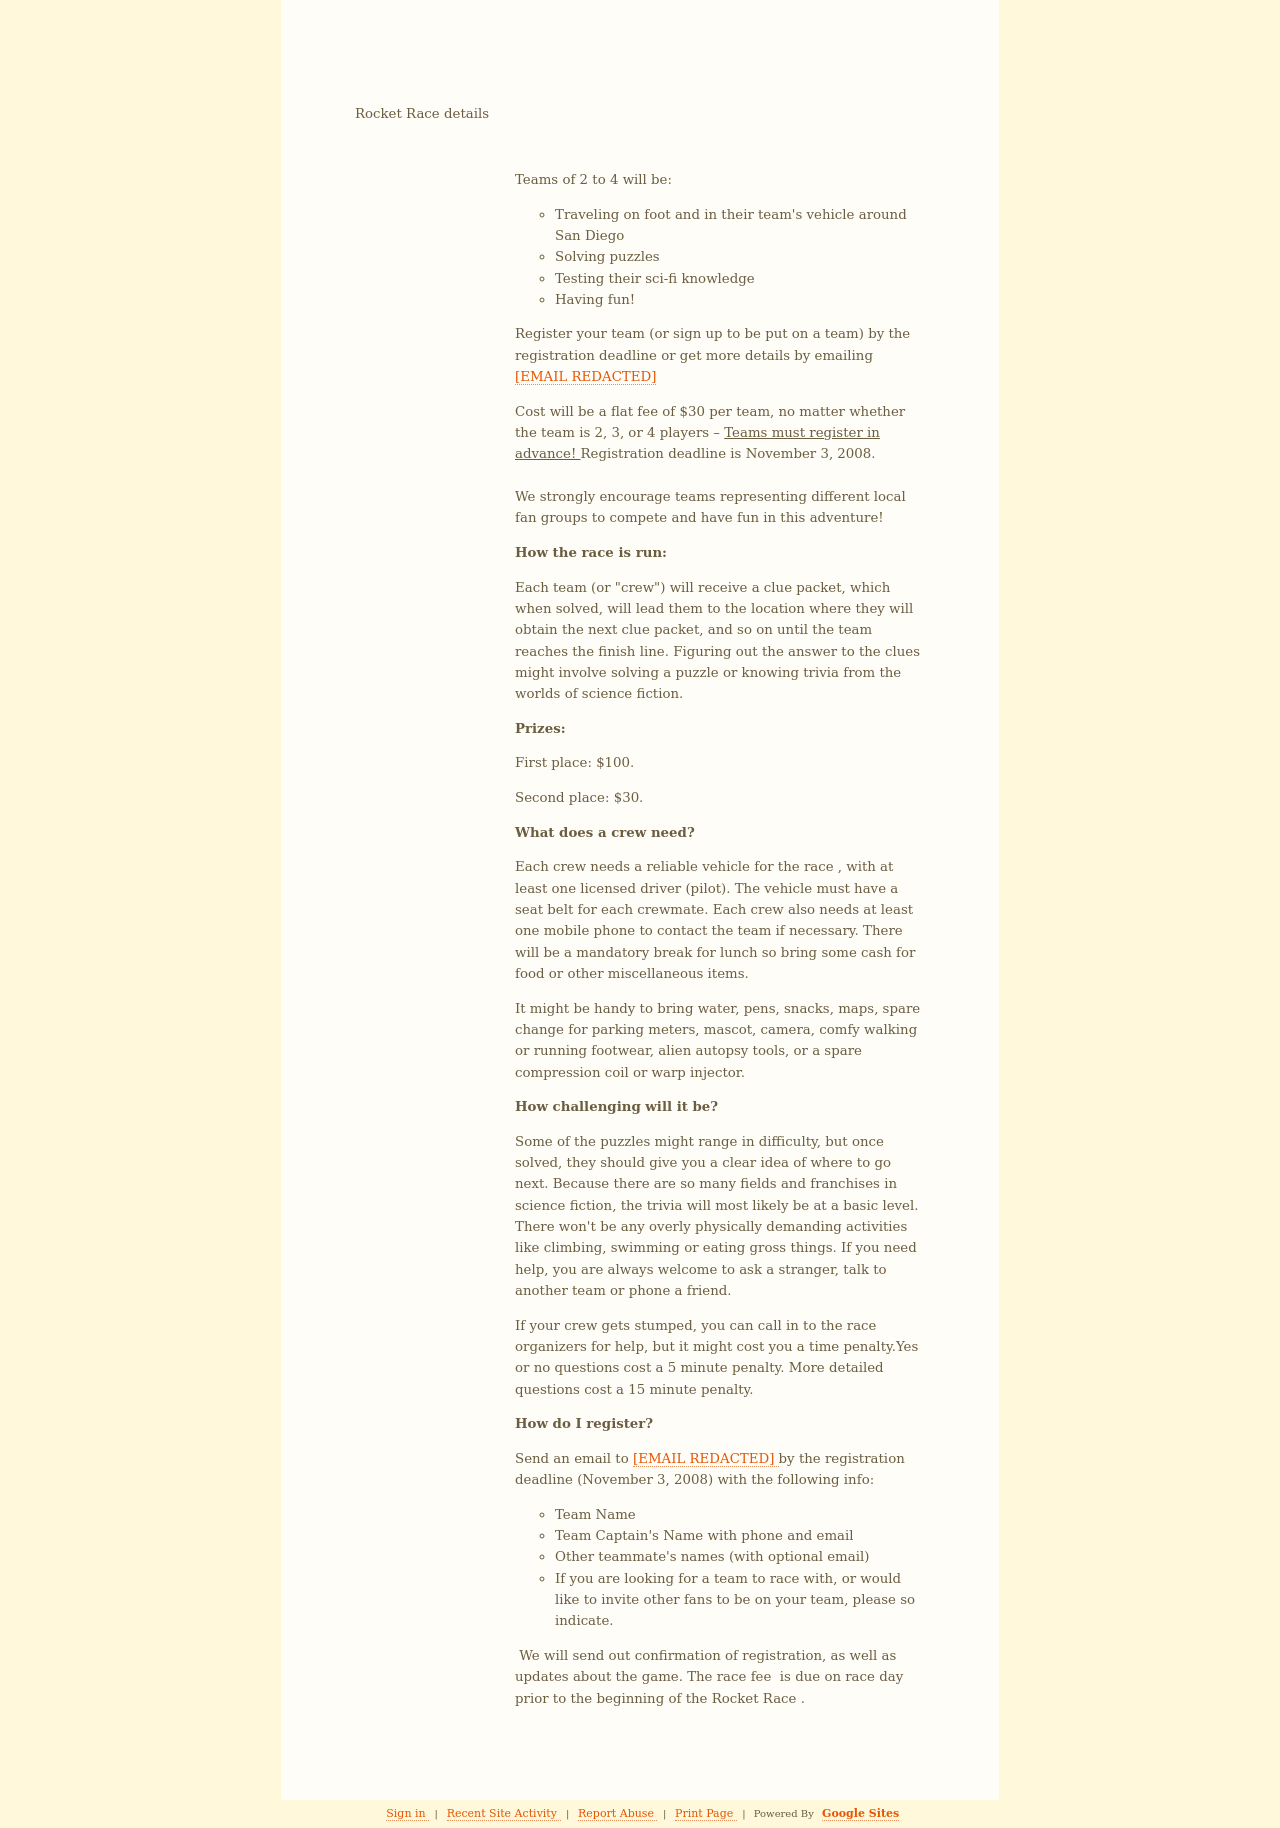 Rocket Race details
Teams of 2 to 4 will be:
Traveling on foot and in their team's vehicle around
San Diego
Solving puzzles
Testing their sci-fi knowledge
Having fun!
Register your team (or sign up to be put on a team) by the
registration deadline or get more details by emailing
[EMAIL REDACTED]
Cost will be a flat fee of $30 per team, no matter whether
the team is 2, 3, or 4 players – Teams must register in
advance! Registration deadline is November 3, 2008.
We strongly encourage teams representing different local
fan groups to compete and have fun in this adventure!
How the race is run:
Each team (or "crew") will receive a clue packet, which
when solved, will lead them to the location where they will
obtain the next clue packet, and so on until the team
reaches the finish line. Figuring out the answer to the clues
might involve solving a puzzle or knowing trivia from the
worlds of science fiction.
Prizes:
First place: $100.
Second place: $30.
What does a crew need?
Each crew needs a reliable vehicle for the race , with at
least one licensed driver (pilot). The vehicle must have a
seat belt for each crewmate. Each crew also needs at least
one mobile phone to contact the team if necessary. There
will be a mandatory break for lunch so bring some cash for
food or other miscellaneous items.
It might be handy to bring water, pens, snacks, maps, spare
change for parking meters, mascot, camera, comfy walking
or running footwear, alien autopsy tools, or a spare
compression coil or warp injector.
How challenging will it be?
Some of the puzzles might range in difficulty, but once
solved, they should give you a clear idea of where to go
next. Because there are so many fields and franchises in
science fiction, the trivia will most likely be at a basic level.
There won't be any overly physically demanding activities
like climbing, swimming or eating gross things. If you need
help, you are always welcome to ask a stranger, talk to
another team or phone a friend.
If your crew gets stumped, you can call in to the race
organizers for help, but it might cost you a time penalty.Yes
or no questions cost a 5 minute penalty. More detailed
questions cost a 15 minute penalty.
How do I register?
Send an email to [EMAIL REDACTED] by the registration
deadline (November 3, 2008) with the following info:
Team Name
Team Captain's Name with phone and email
Other teammate's names (with optional email)
If you are looking for a team to race with, or would
like to invite other fans to be on your team, please so
indicate.
We will send out confirmation of registration, as well as
updates about the game. The race fee  is due on race day
prior to the beginning of the Rocket Race .
Sign in | Recent Site Activity | Report Abuse | Print Page | Powered By Google Sites